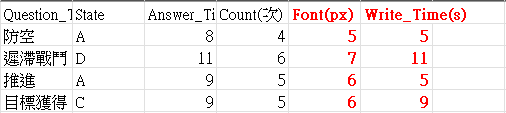 Question_T State Answer_Ti Count(次) Font(px) Write_Time(s)
防空 A 8 4 5 5
遲滯戰鬥 D 11 6 7 11
推進 A 9 5 6 5
目標獲得 C 9 5 6 9